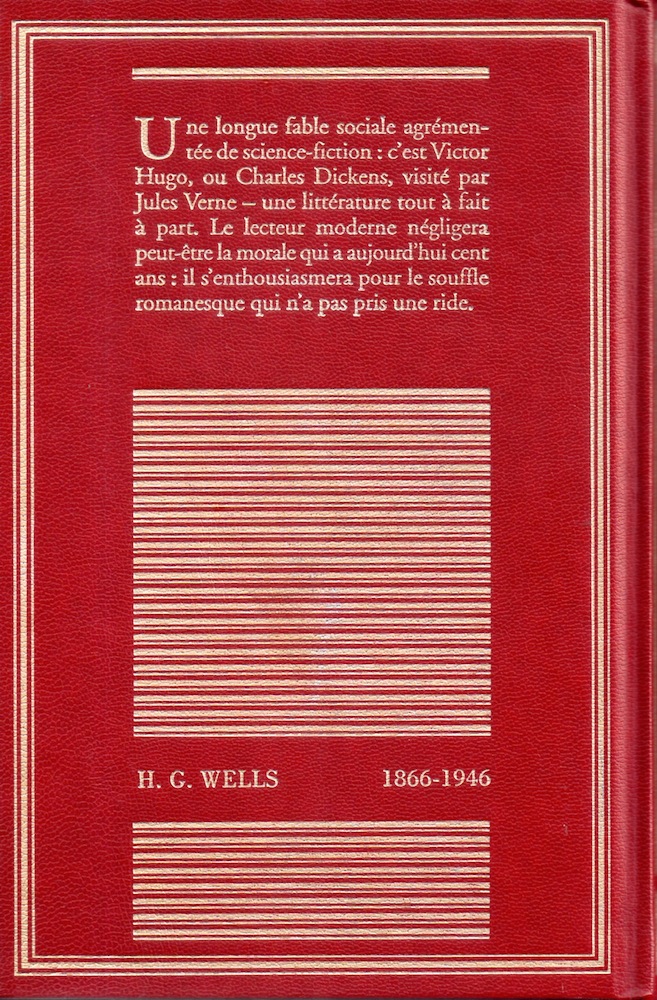 Une longue fable sociale agrémen-
tée de science-fiction : c'est Victor
Hugo, ou Charles Dickens, visité par
Jules Verne – une littérature tout à fait
à part. Le lecteur moderne négligera
peut-être la morale qui a aujourd'hui cent
ans : il s'enthousiasmera pour le souffle
romanesque qui n'a pas pris une ride.
H. G. WELLS 1866-1946